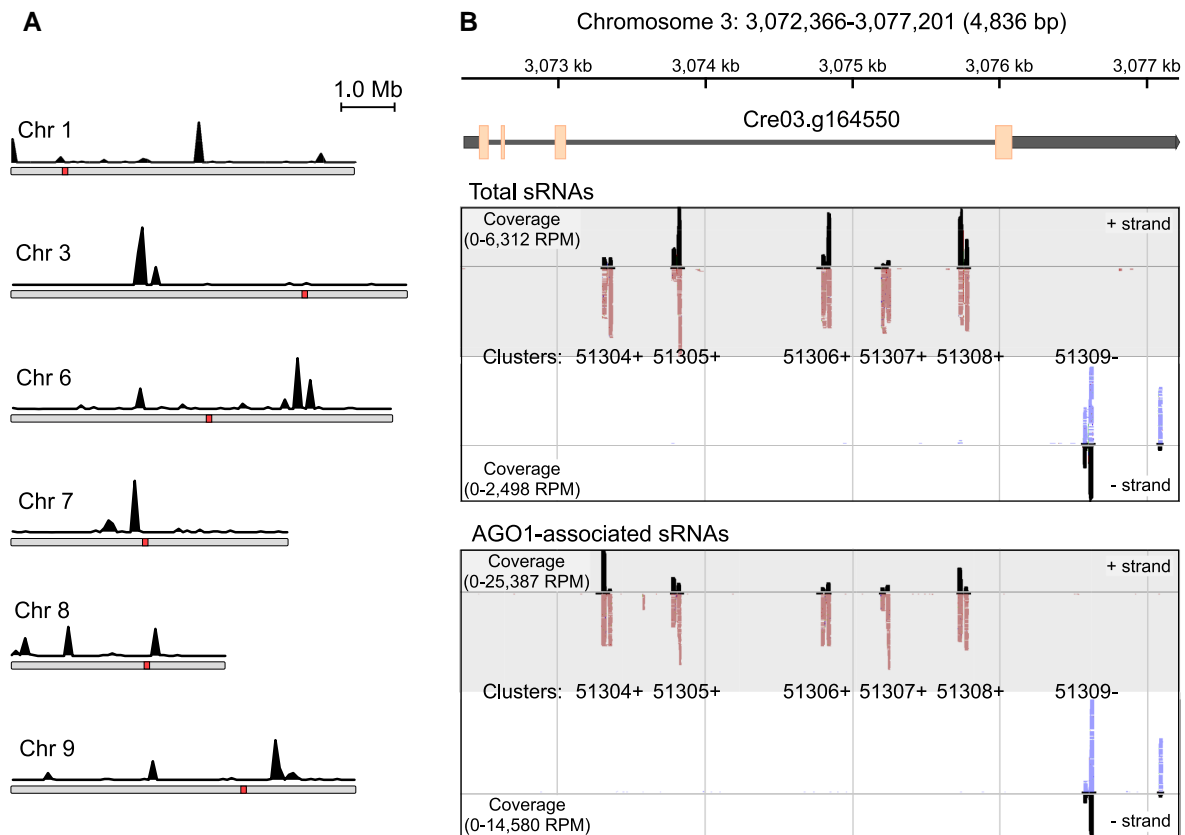 A
1.0 Mb
Chr 1
Chr 3
Chr 6
Chr 7
Chr 8
Chr 9
B
Chromosome 3: 3,072,366-3,077,201 (4,836 bp)
3,073 kb 3,074 kb 3,075 kb 3,076 kb 3,077 kb
Cre03.g164550
Total sRNAs
Coverage
(0-6,312 RPM)
+ strand
Clusters: 51304+ 51305+ 51306+ 51307+ 51308+ 51309-
Coverage
(0-2,498 RPM)
- strand
AGO1-associated sRNAs
Coverage
(0-25,387 RPM)
+ strand
Clusters: 51304+ 51305+ 51306+ 51307+ 51308+ 51309-
Coverage
(0-14,580 RPM)
- strand